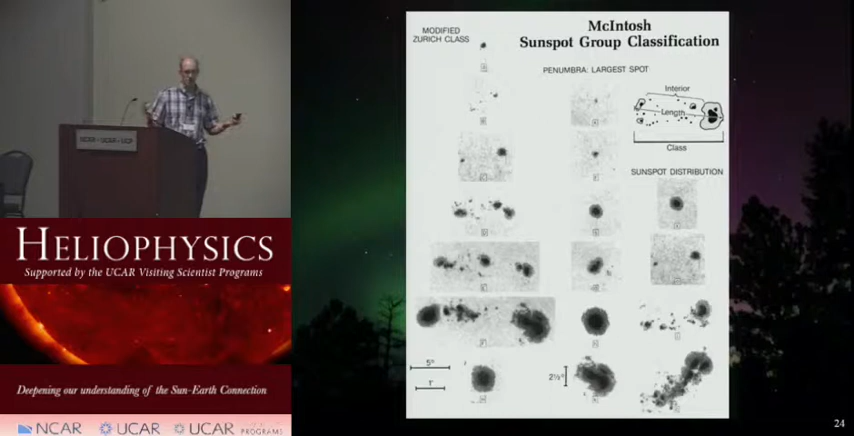 MODIFIED
ZURICH CLASS
McIntosh
Sunspot Group Classification
PENUMBRA: LARGEST SPOT
Interior
Length
Class
SUNSPOT DISTRIBUTION
5°
1°
2½°
HELIOPHYSICS
Supported by the UCAR Visiting Scientist Programs
Deepening our understanding of the Sun-Earth Connection
NCAR
UCAR
UCAR
PROGRAMS
24